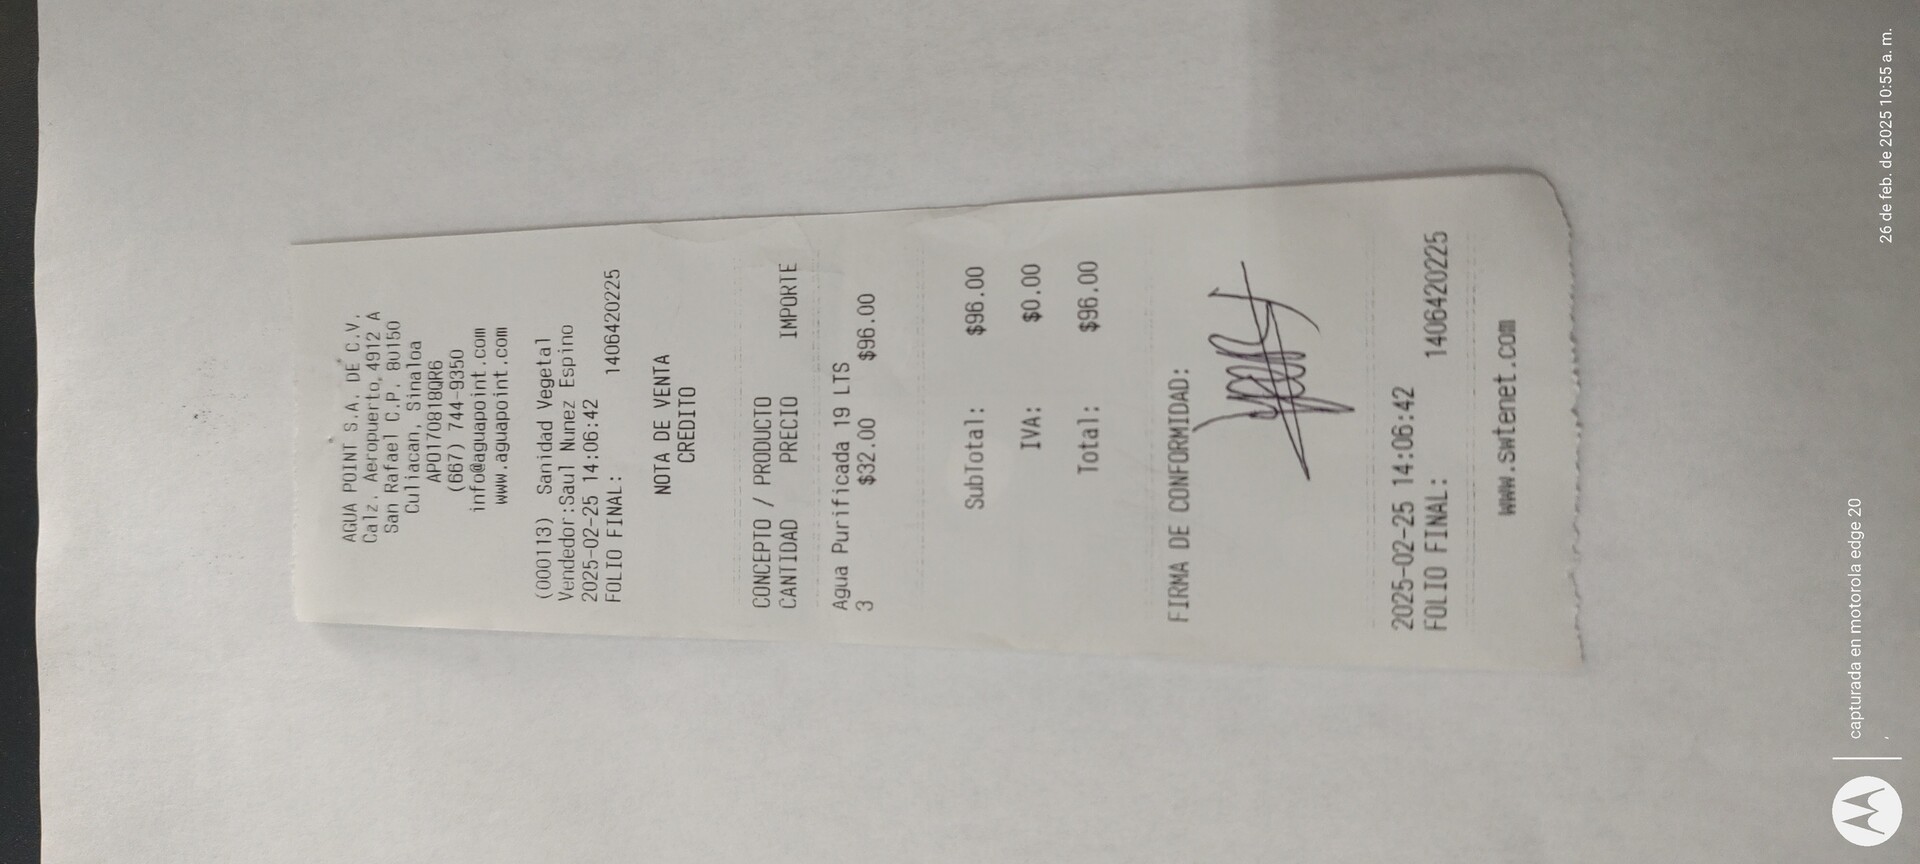 AGUA POINT S.A. DE C.V.
Calz. Aeropuerto, 4912 A
San Rafael C.P. 80150
Culiacan, Sinaloa
APO170818QR6
(667) 744-9350
info@aguapoint.com
www.aguapoint.com
(000113) Sanidad Vegetal
Vendedor:Saul Nunez Espino
2025-02-25 14:06:42
FOLIO FINAL: 1406420225
NOTA DE VENTA
CREDITO
CONCEPTO / PRODUCTO
CANTIDAD PRECIO IMPORTE
Agua Purificada 19 LTS
3 $32.00 $96.00
SubTotal: $96.00
IVA: $0.00
Total: $96.00
FIRMA DE CONFORMIDAD:
2025-02-25 14:06:42
FOLIO FINAL: 1406420225
www.swtenet.com
capturada en motorola edge 20
26 de feb. de 2025 10:55 a. m.